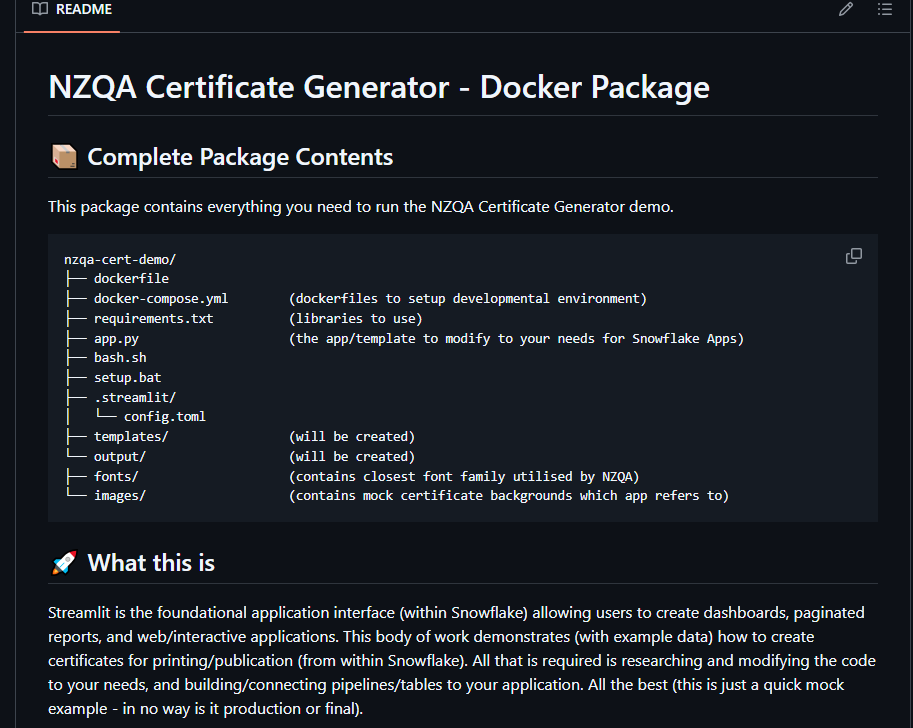 README
NZQA Certificate Generator - Docker Package
📦 Complete Package Contents
This package contains everything you need to run the NZQA Certificate Generator demo.
nzqa-cert-demo/
├── dockerfile
├── docker-compose.yml        (dockerfiles to setup developmental environment)
├── requirements.txt          (libraries to use)
├── app.py                    (the app/template to modify to your needs for Snowflake Apps)
├── bash.sh
├── setup.bat
├── .streamlit/
│   └── config.toml
├── templates/                (will be created)
└── output/                   (will be created)
├── fonts/                    (contains closest font family utilised by NZQA)
└── images/                   (contains mock certificate backgrounds which app refers to)
🚀 What this is
Streamlit is the foundational application interface (within Snowflake) allowing users to create dashboards, paginated
reports, and web/interactive applications. This body of work demonstrates (with example data) how to create
certificates for printing/publication (from within Snowflake). All that is required is researching and modifying the code
to your needs, and building/connecting pipelines/tables to your application. All the best (this is just a quick mock
example - in no way is it production or final).